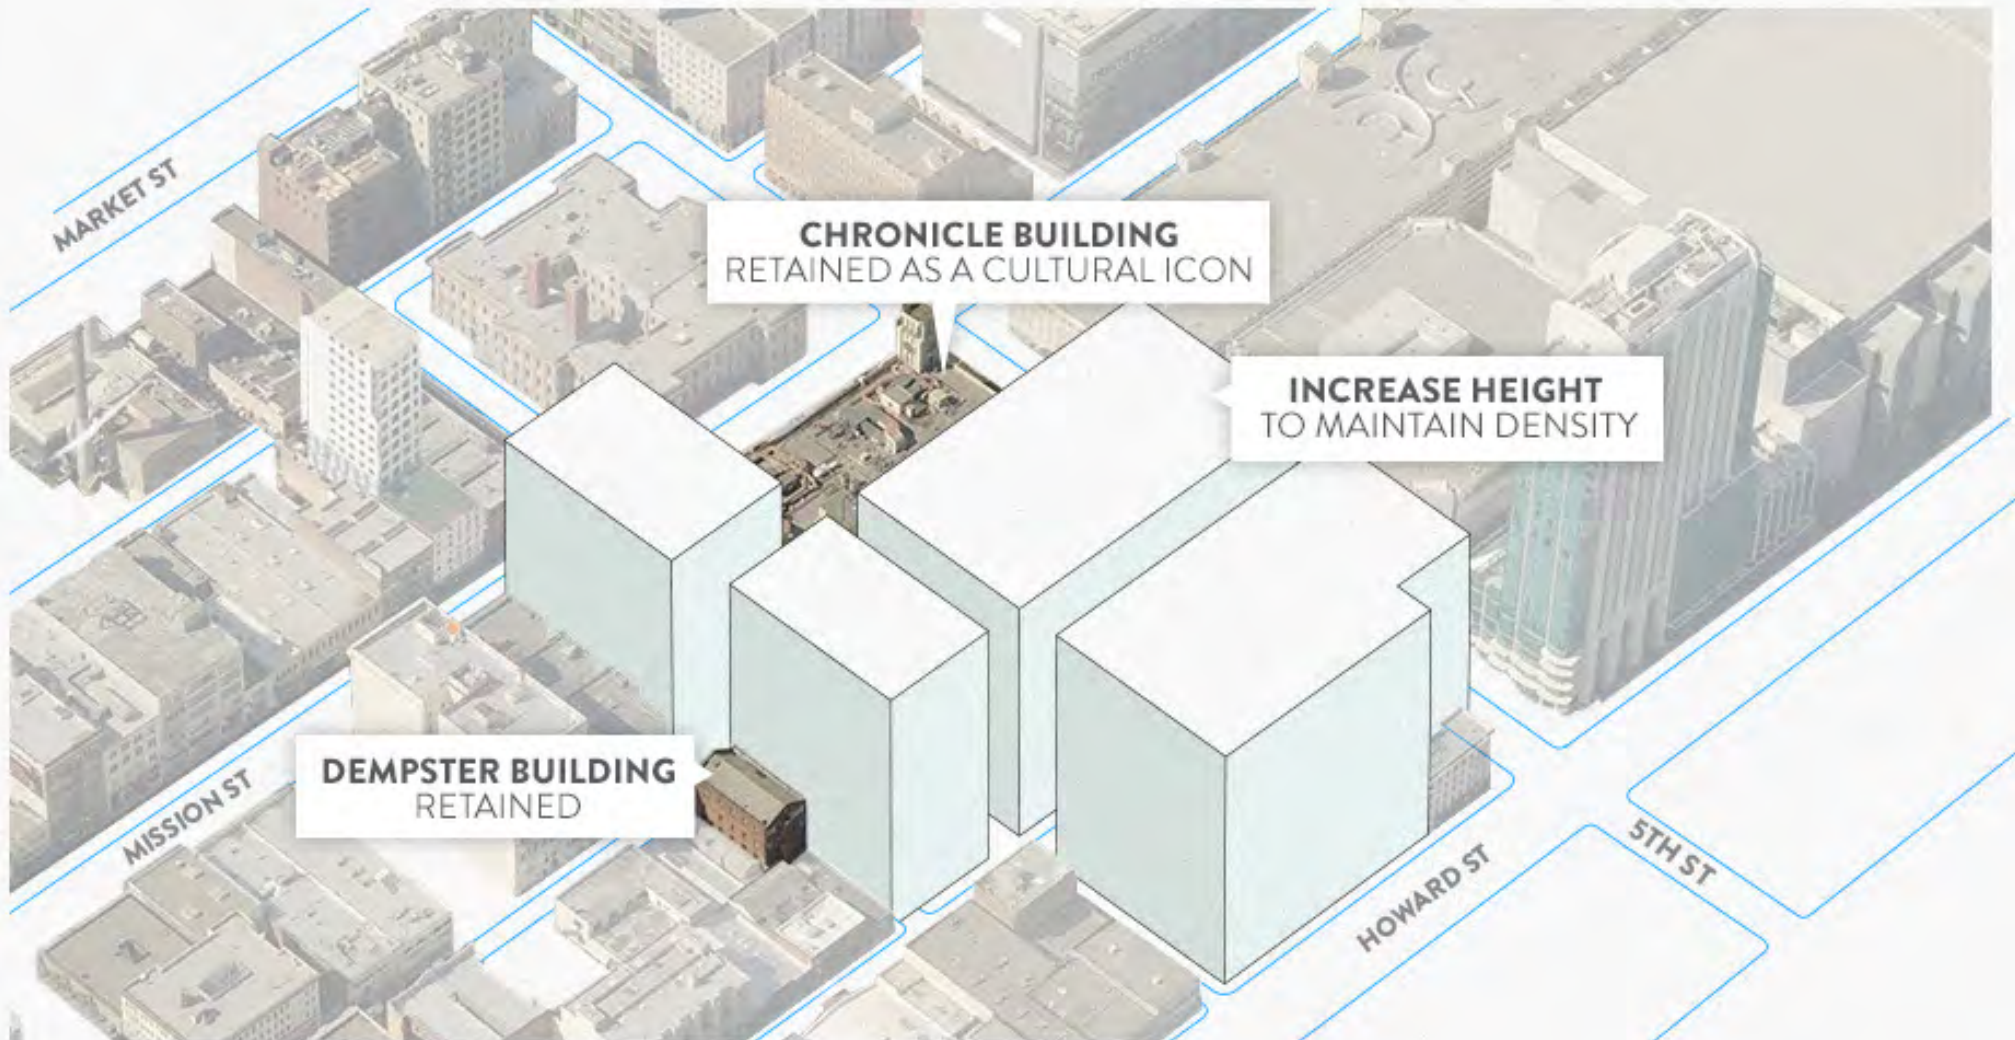 MARKET ST
CHRONICLE BUILDING
RETAINED AS A CULTURAL ICON
INCREASE HEIGHT
TO MAINTAIN DENSITY
DEMPSTER BUILDING
RETAINED
MISSION ST
HOWARD ST
5TH ST